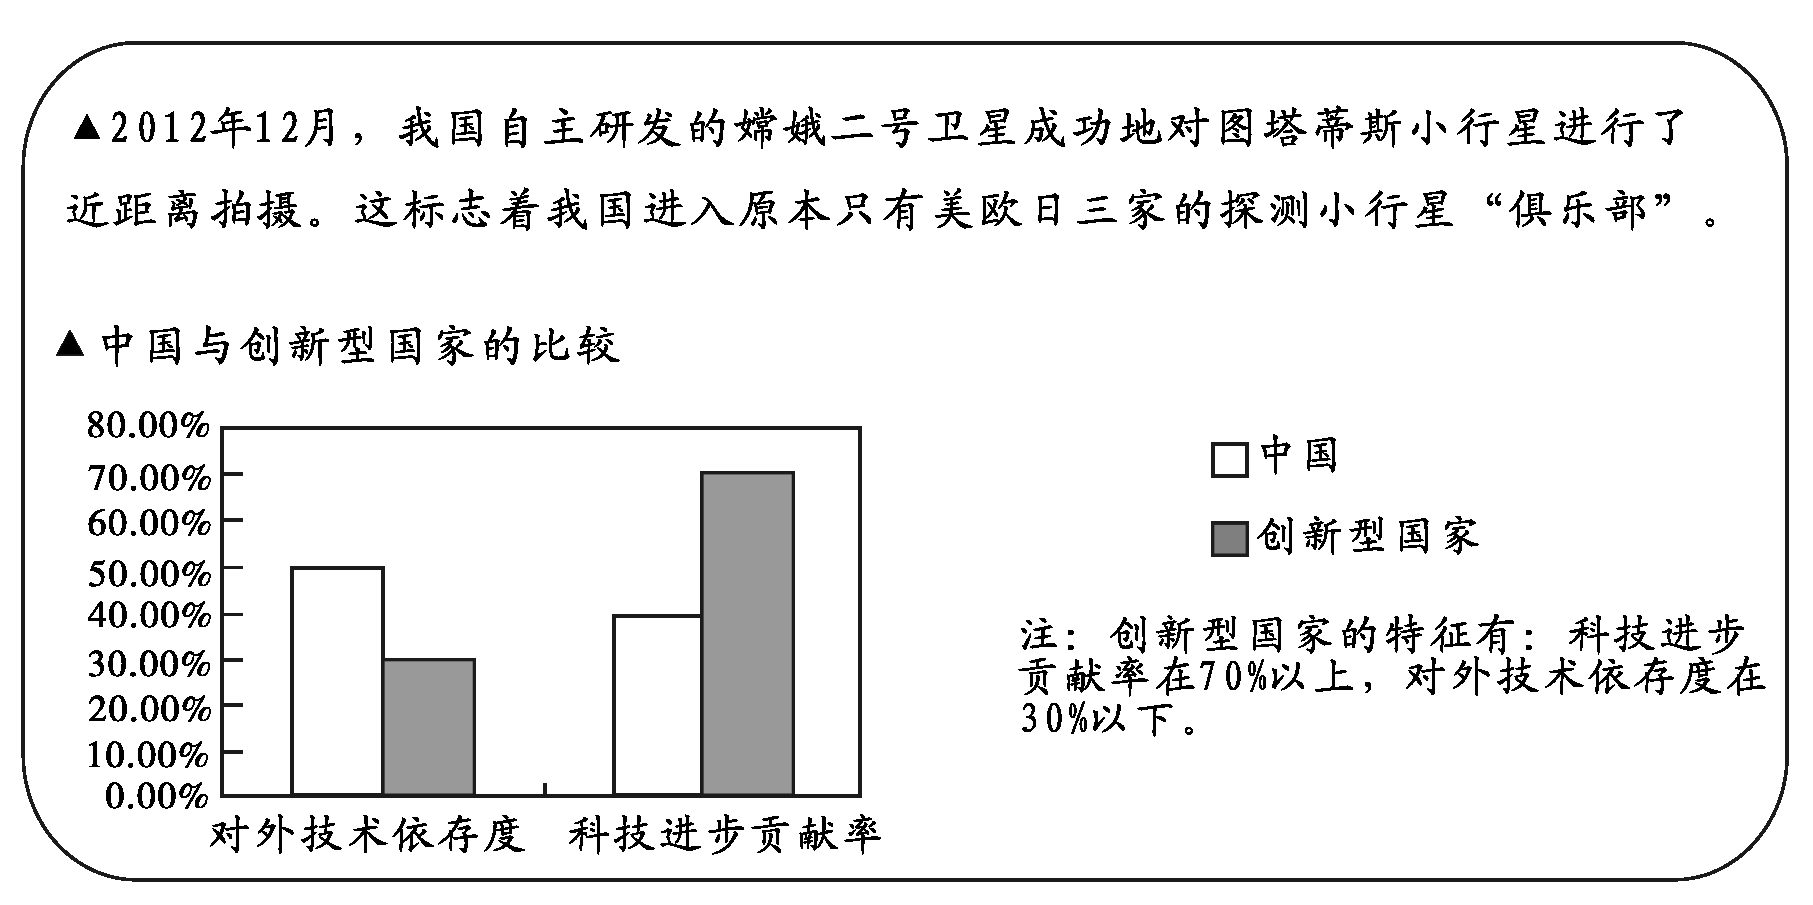 ▲2012年12月，我国自主研发的嫦娥二号卫星成功地对图塔蒂斯小行星进行了
近距离拍摄。这标志着我国进入原本只有美欧日三家的探测小行星“俱乐部”。
▲中国与创新型国家的比较
80.00%
70.00%
60.00%
50.00%
40.00%
30.00%
20.00%
10.00%
0.00%
对外技术依存度
科技进步贡献率
中国
创新型国家
注：创新型国家的特征有：科技进步
贡献率在70%以上，对外技术依存度在
30%以下。